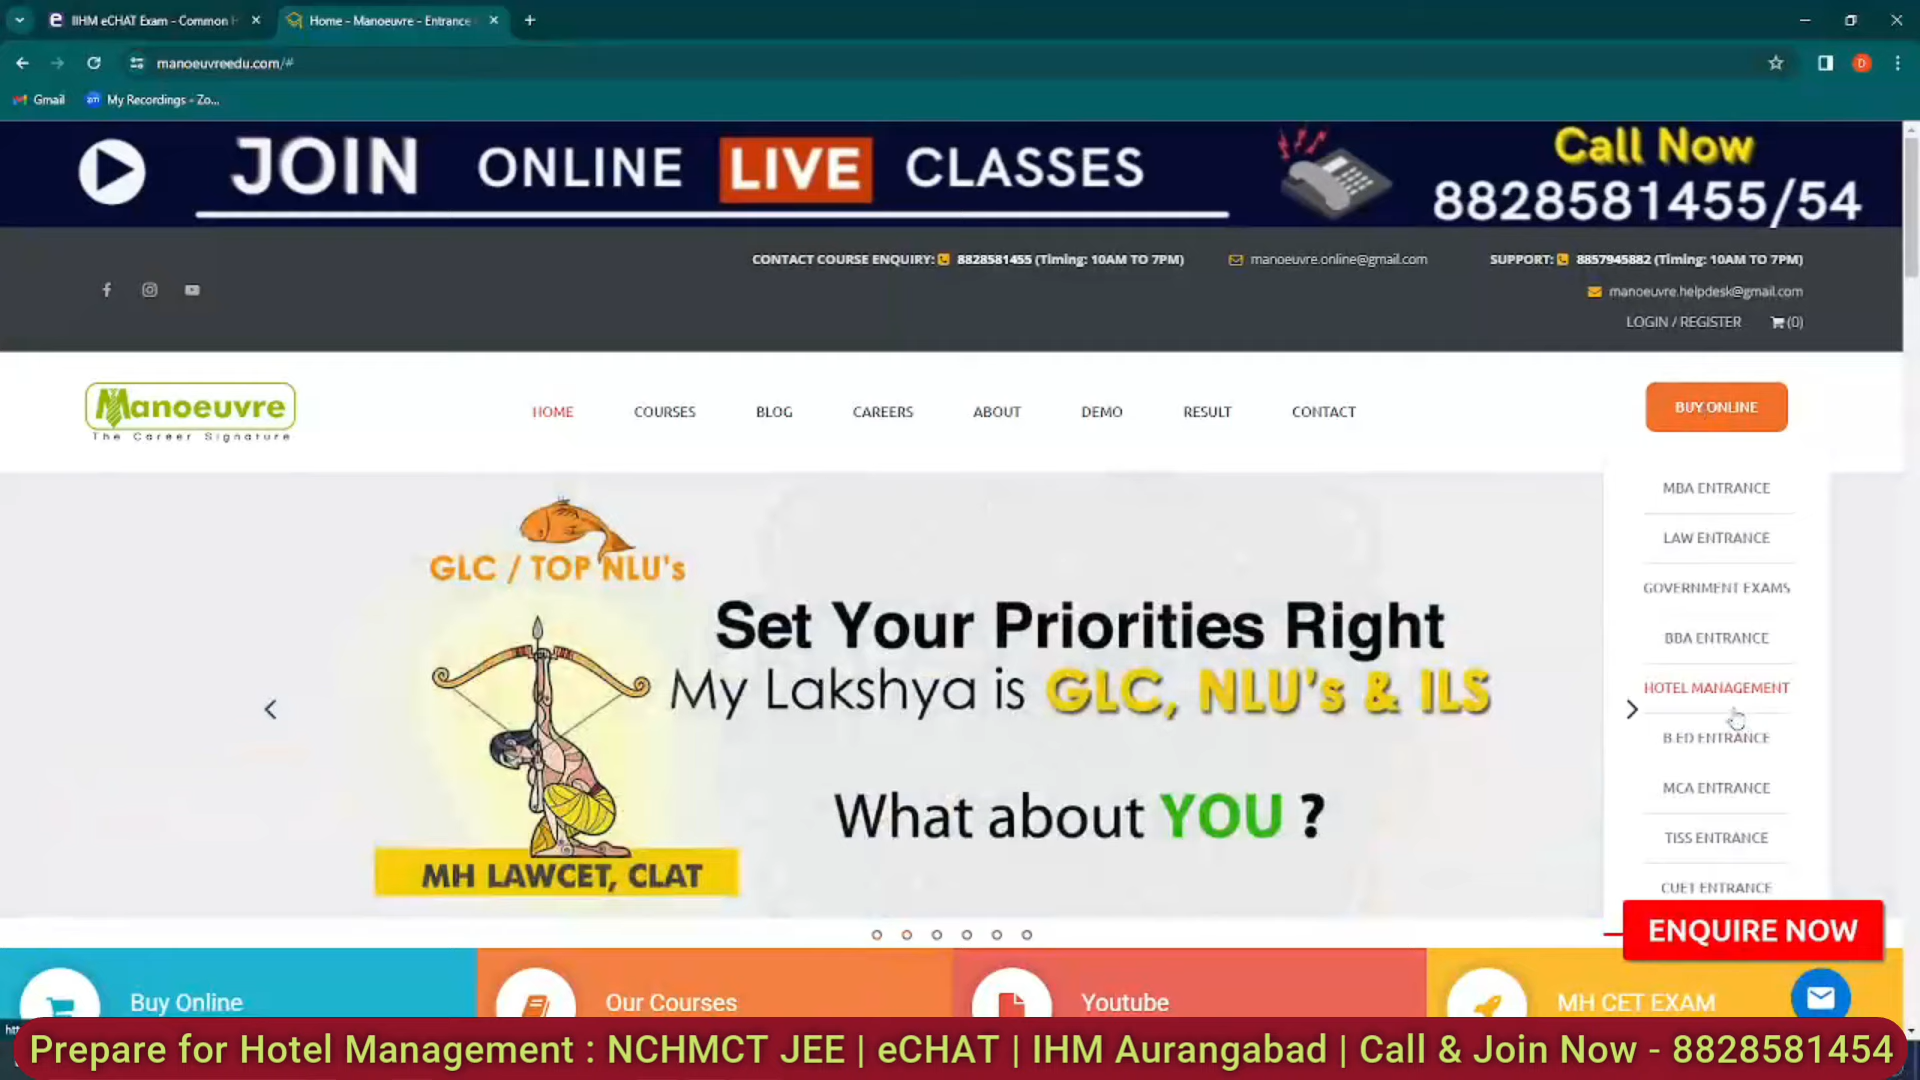 IIHM eCHAT Exam - Common H
Home - Manoeuvre - Entrance
manoeuvreedu.com/#
D
Gmail
My Recordings - Zo...
JOIN ONLINE LIVE CLASSES
Call Now
8828581455/54
CONTACT COURSE ENQUIRY: 8828581455 (Timing: 10AM TO 7PM)
manoeuvre.online@gmail.com
SUPPORT: 8857945882 (Timing: 10AM TO 7PM)
manoeuvre.helpdesk@gmail.com
LOGIN / REGISTER
(0)
Manoeuvre
The Career Signature
HOME
COURSES
BLOG
CAREERS
ABOUT
DEMO
RESULT
CONTACT
BUY ONLINE
MBA ENTRANCE
LAW ENTRANCE
GOVERNMENT EXAMS
BBA ENTRANCE
HOTEL MANAGEMENT
B.ED ENTRANCE
MCA ENTRANCE
TISS ENTRANCE
CUET ENTRANCE
GLC / TOP NLU's
Set Your Priorities Right
My Lakshya is GLC, NLU's & ILS
What about YOU ?
MH LAWCET, CLAT
ENQUIRE NOW
Buy Online
Our Courses
Youtube
MH CET EXAM
Prepare for Hotel Management : NCHMCT JEE | eCHAT | IHM Aurangabad | Call & Join Now - 8828581454